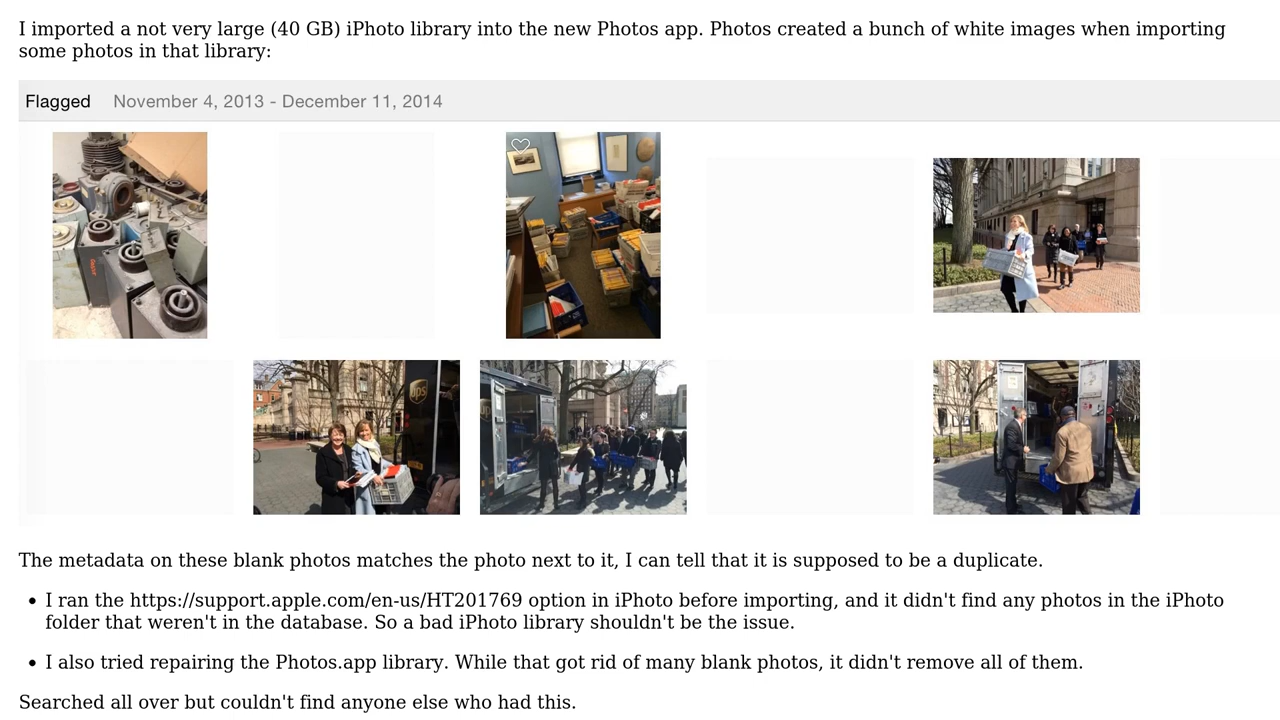 I imported a not very large (40 GB) iPhoto library into the new Photos app. Photos created a bunch of white images when importing
some photos in that library:
Flagged November 4, 2013 - December 11, 2014
ups
The metadata on these blank photos matches the photo next to it, I can tell that it is supposed to be a duplicate.
• I ran the https://support.apple.com/en-us/HT201769 option in iPhoto before importing, and it didn't find any photos in the iPhoto
folder that weren't in the database. So a bad iPhoto library shouldn't be the issue.
• I also tried repairing the Photos.app library. While that got rid of many blank photos, it didn't remove all of them.
Searched all over but couldn't find anyone else who had this.